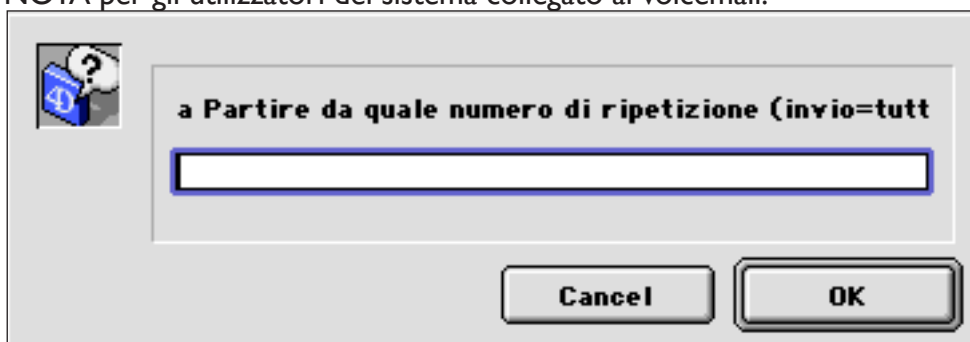 NOTA per gli utilizzatori del sistema collegato al voicemail:
4D
a Partire da quale numero di ripetizione (invio=tutt
Cancel
OK